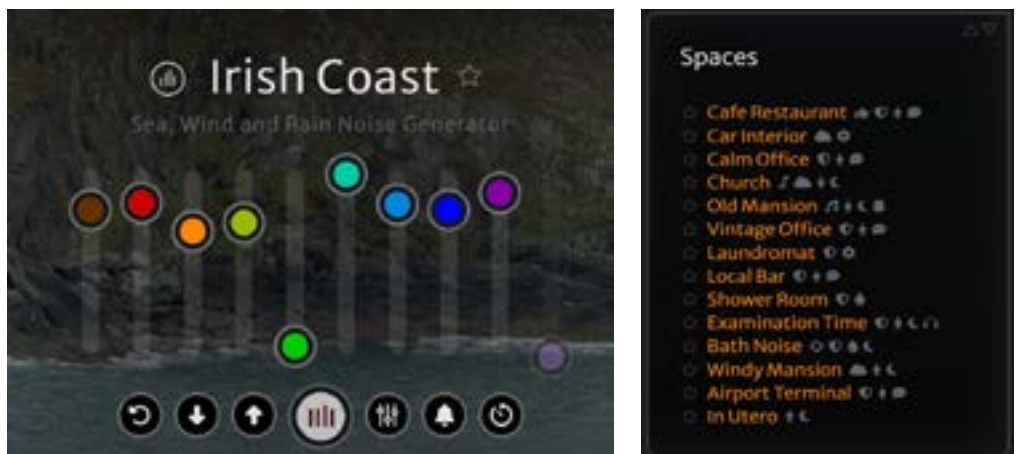 Irish Coast
Sea, Wind and Rain Noise Generator
Spaces
Cafe Restaurant
Car Interior
Calm Office
Church
Old Mansion
Vintage Office
Laundromat
Local Bar
Shower Room
Examination Time
Bath Noise
Windy Mansion
Airport Terminal
In Utero